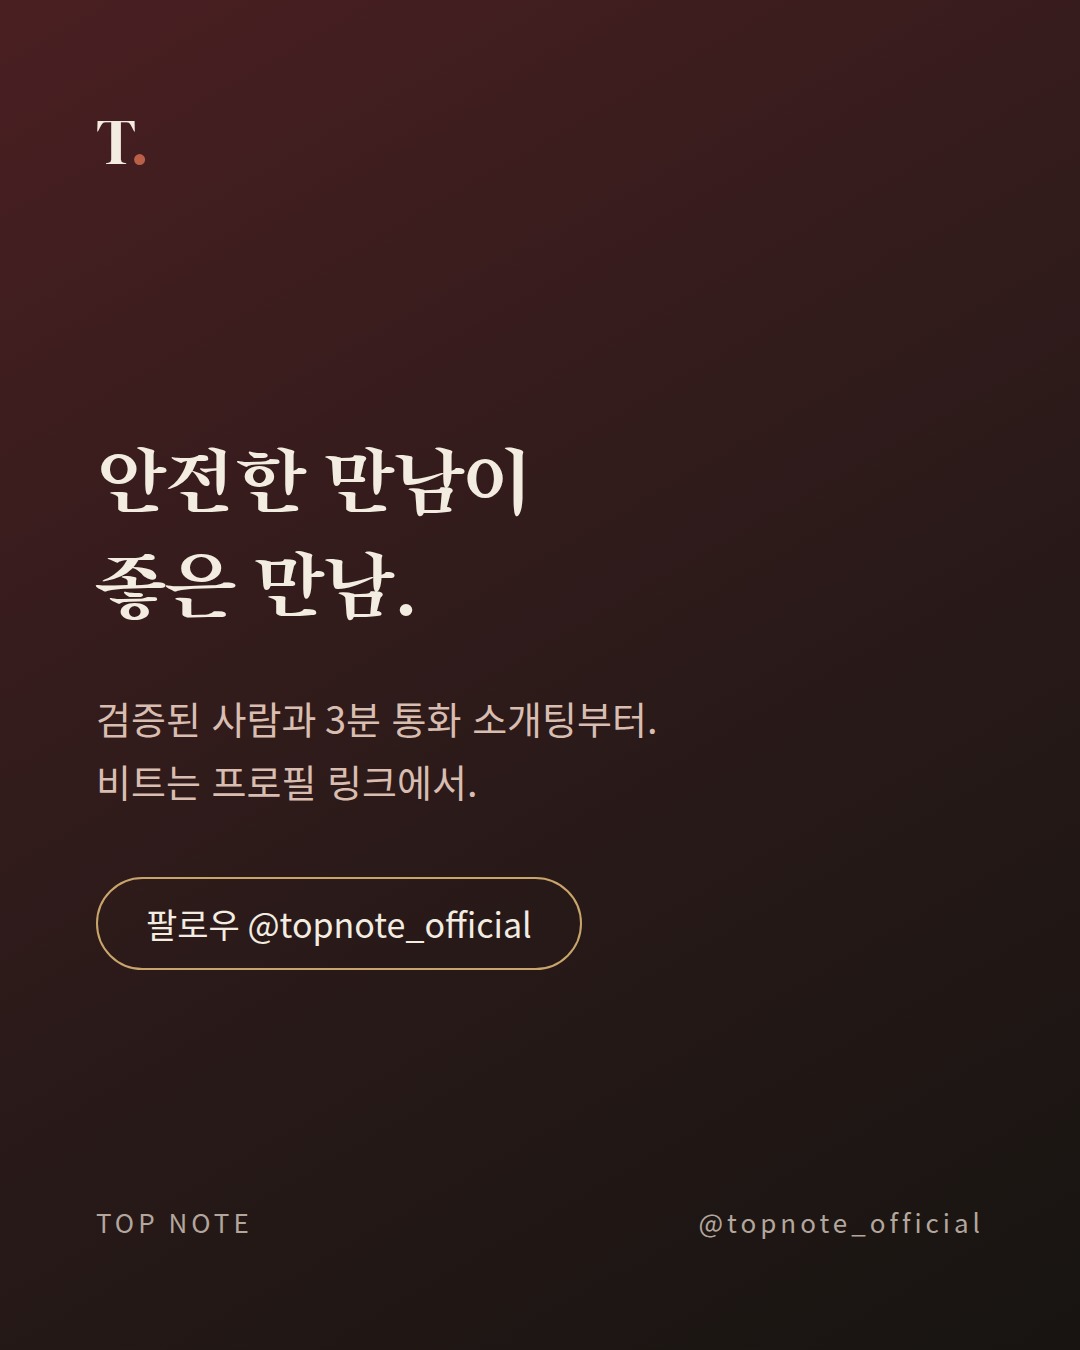 T.
안전한 만남이
좋은 만남.
검증된 사람과 3분 통화 소개팅부터.
비트는 프로필 링크에서.
팔로우 @topnote_official
TOP NOTE
@topnote_official